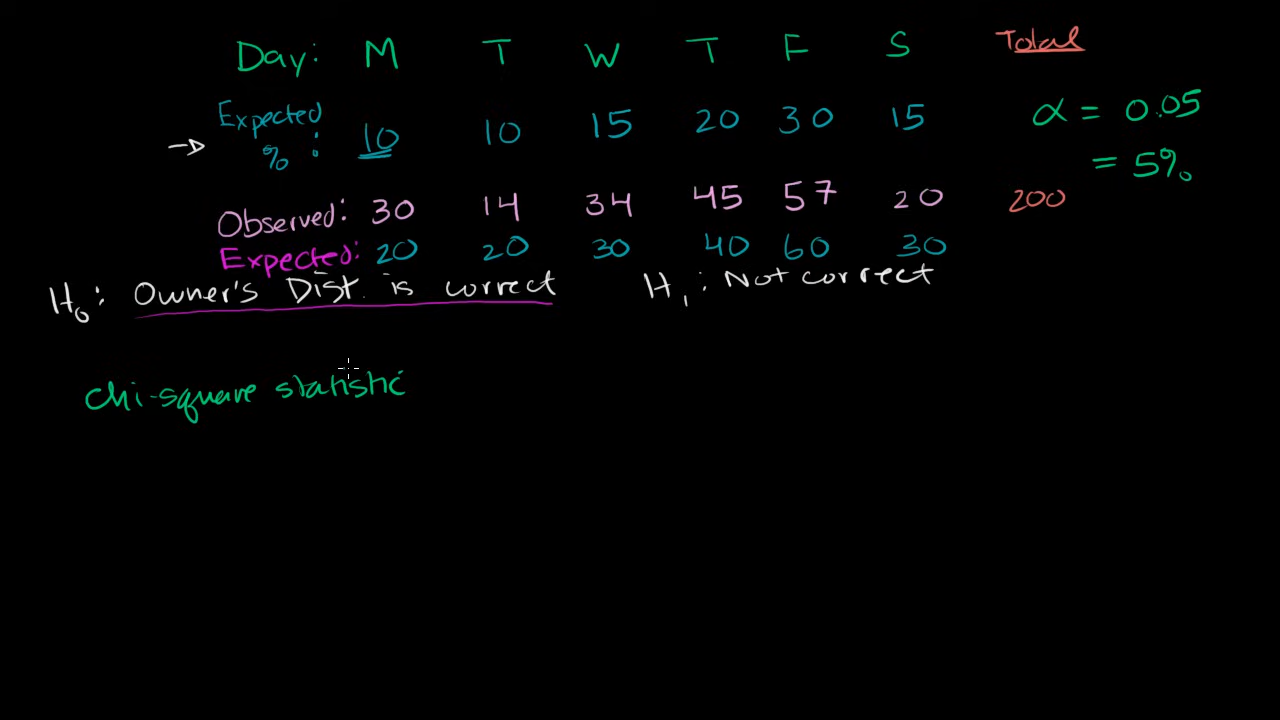 Day: M T W T F S Total
Expected %: 10 10 15 20 30 15
α = 0.05
= 5%
Observed: 30 14 34 45 57 20 200
Expected: 20 20 30 40 60 30
H₀: Owner's Dist. is correct H₁: Not correct
chi-square statistic